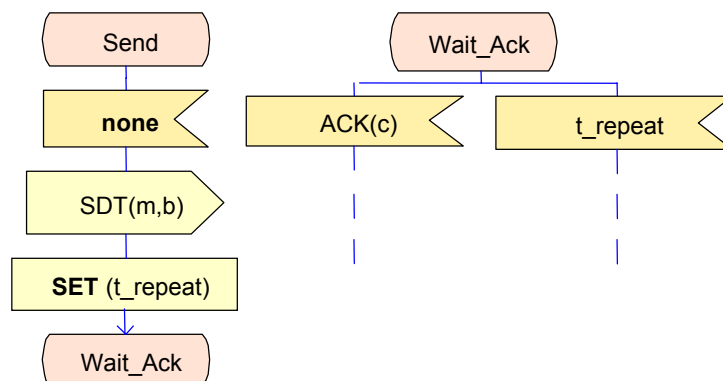 Send
none
SDT(m,b)
SET (t_repeat)
Wait_Ack
Wait_Ack
ACK(c)
t_repeat